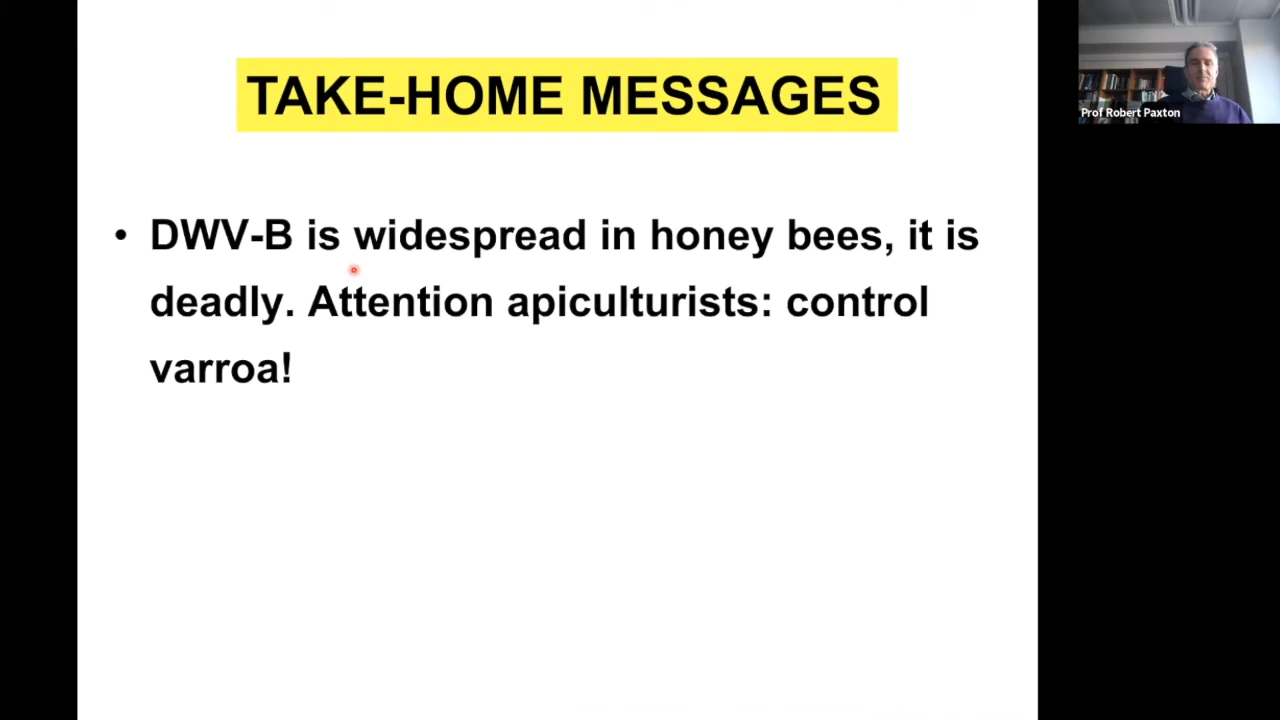 TAKE-HOME MESSAGES
Prof Robert Paxton
• DWV-B is widespread in honey bees, it is
deadly. Attention apiculturists: control
varroa!